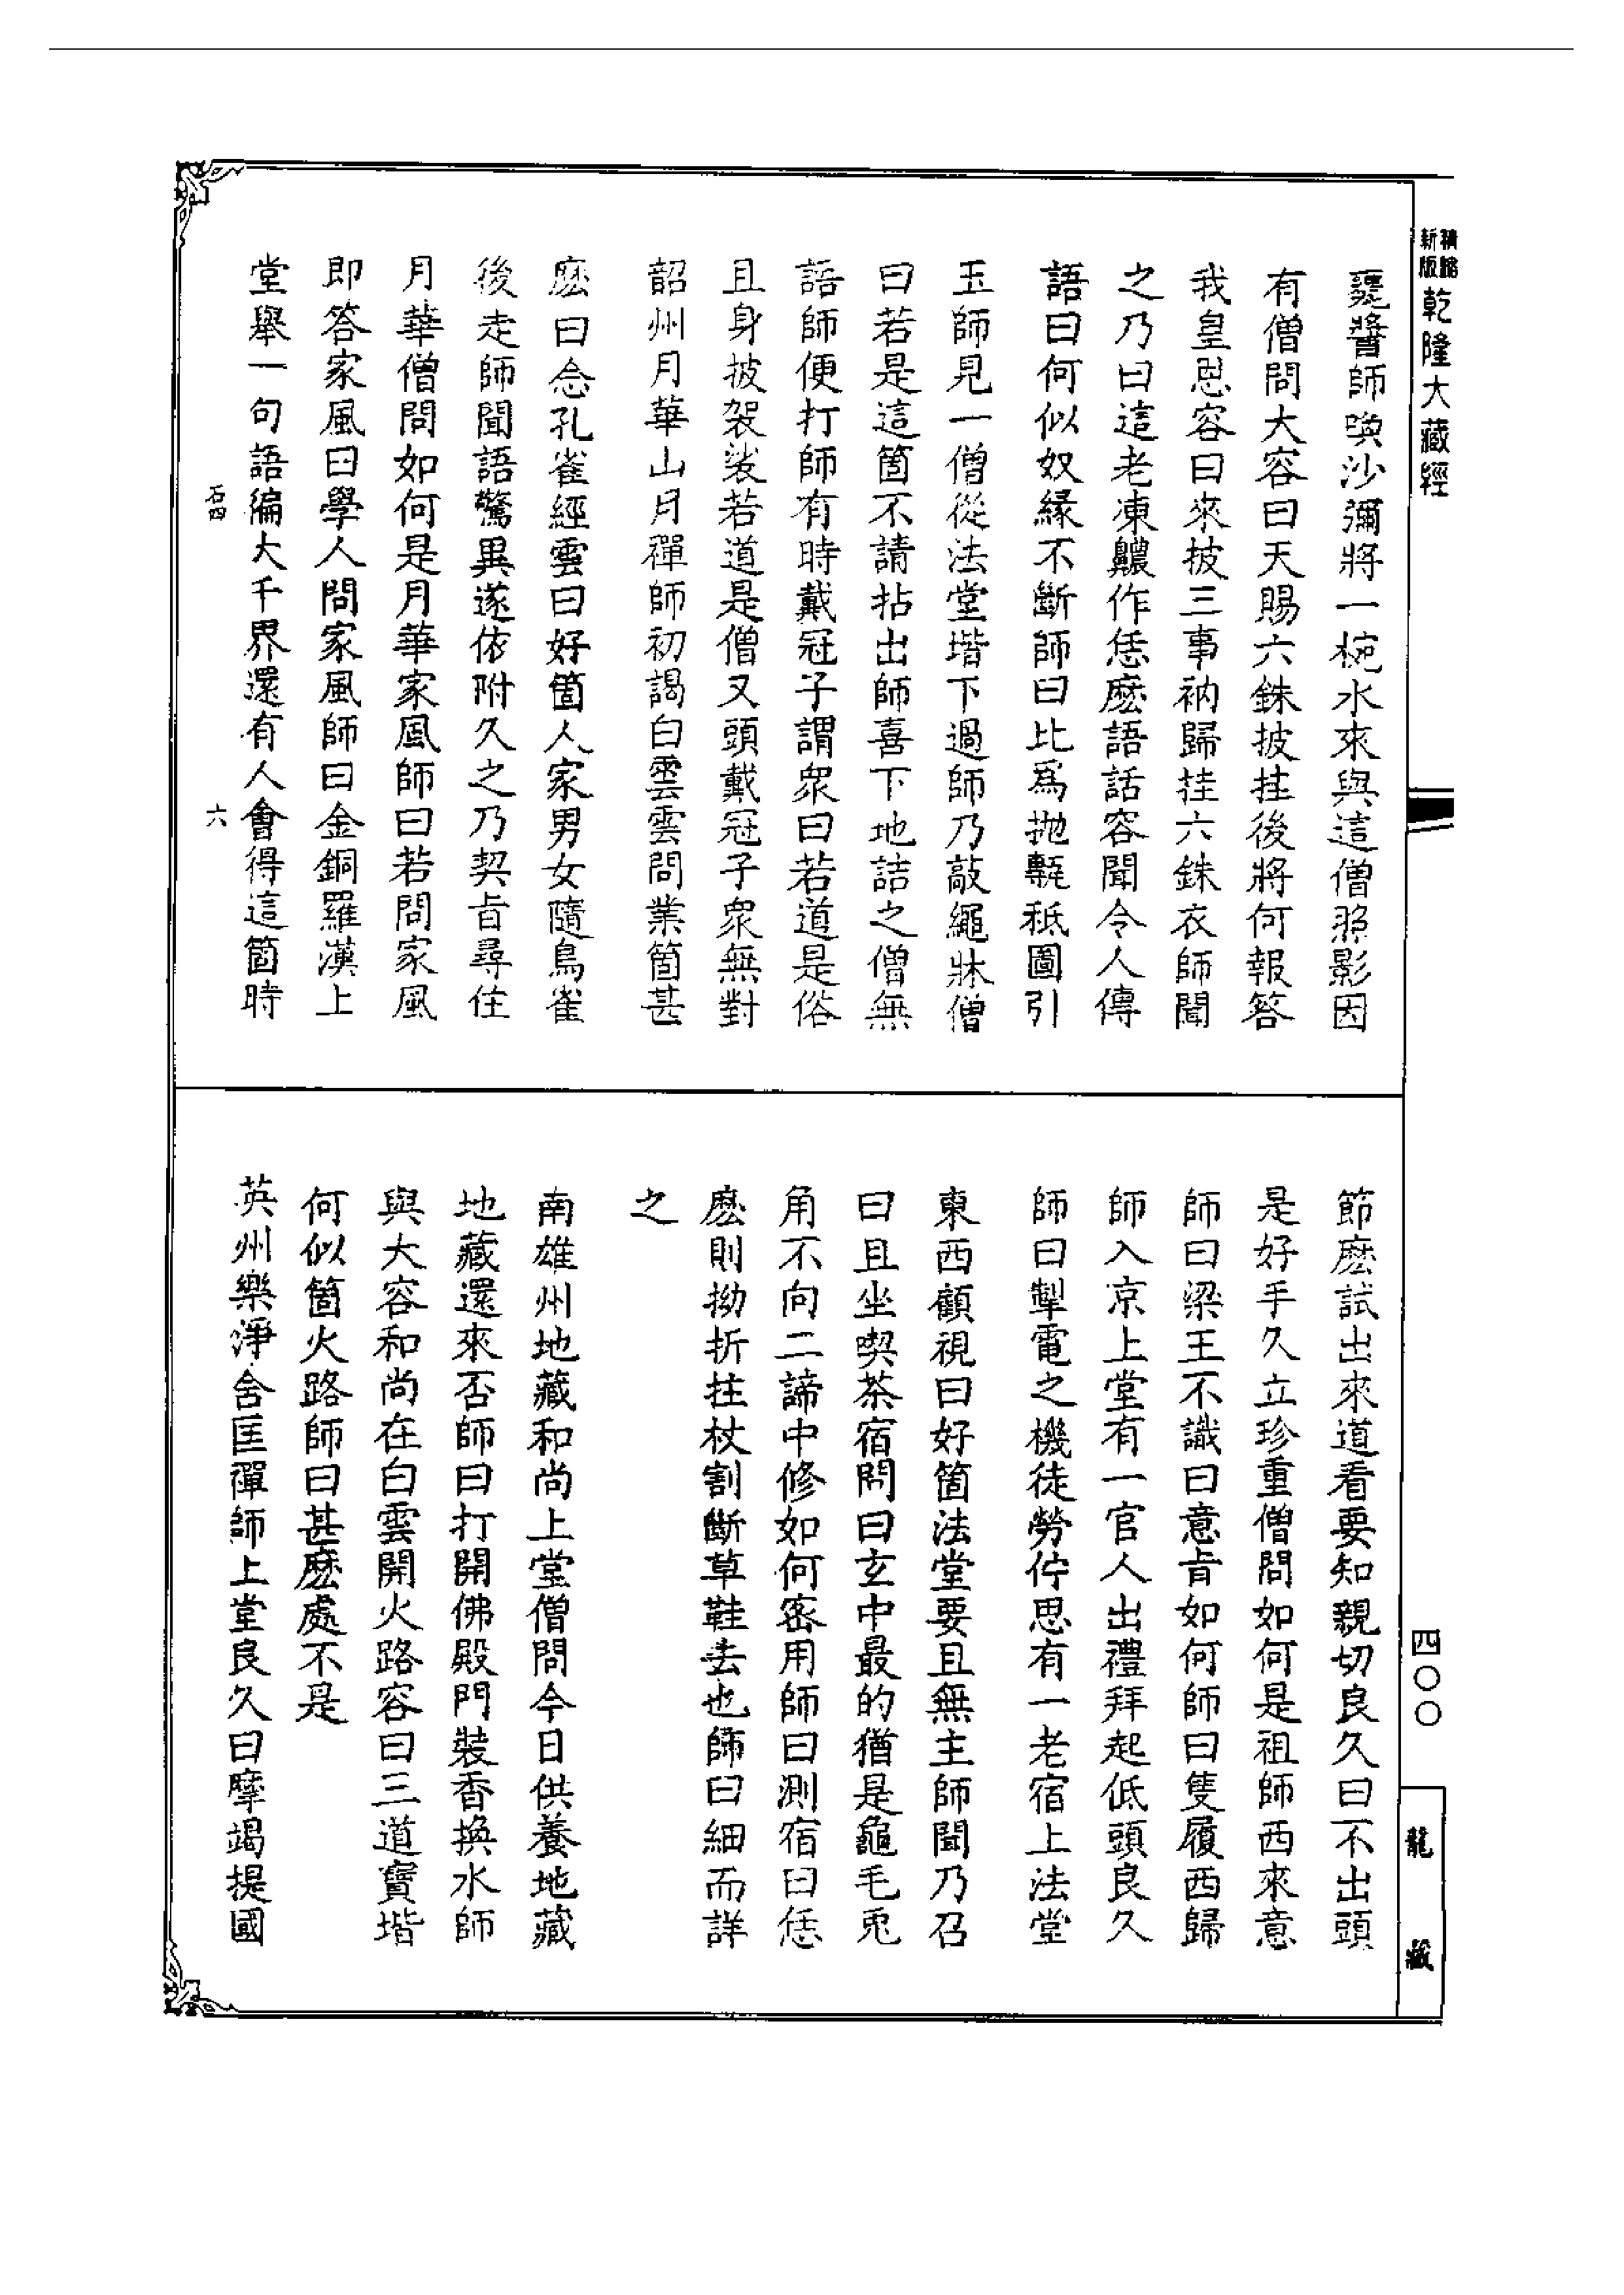 精縮
新版
乾隆大藏經
甕醬師喚沙彌將一椀水來與這僧照影因
有僧問大容曰天賜六銖披挂後將何報答
我皇恩容曰來披三事衲歸挂六銖衣師聞
之乃曰這老凍齈作恁麽語話容聞令人傳
語曰何似奴緣不斷師曰比爲抛甎秖圖引
玉師見一僧從法堂堦下過師乃敲繩牀僧
曰若是這箇不請拈出師喜下地詰之僧無
語師便打師有時戴冠子謂衆曰若道是俗
且身披袈裟若道是僧又頭戴冠子衆無對
韶州月華山月禪師初謁白雲雲問業箇甚
麽曰念孔雀經雲曰好箇人家男女隨鳥雀
後走師聞語驚異遂依附久之乃契旨尋住
月華僧問如何是月華家風師曰若問家風
即答家風曰學人問家風師曰金銅羅漢上
堂舉一句語徧大千界還有人會得這箇時
石四
六
節麽試出來道看要知親切良久曰不出頭
是好手久立珍重僧問如何是祖師西來意
師曰梁王不識曰意旨如何師曰隻履西歸
師入京上堂有一官人出禮拜起低頭良久
師曰掣電之機徒勞佇思有一老宿上法堂
東西顧視曰好箇法堂要且無主師聞乃召
曰且坐喫茶宿問曰玄中最的猶是龜毛兎
角不向二諦中修如何密用師曰測宿曰恁
麽則拗折拄杖割斷草鞋去也師曰細而詳
之
南雄州地藏和尚上堂僧問今日供養地藏
地藏還來否師曰打開佛殿門裝香換水師
與大容和尚在白雲開火路容曰三道寶堦
何似箇火路師曰甚麽處不是
英州樂淨舍匡禪師上堂良久曰摩竭提國
四〇〇
龍藏